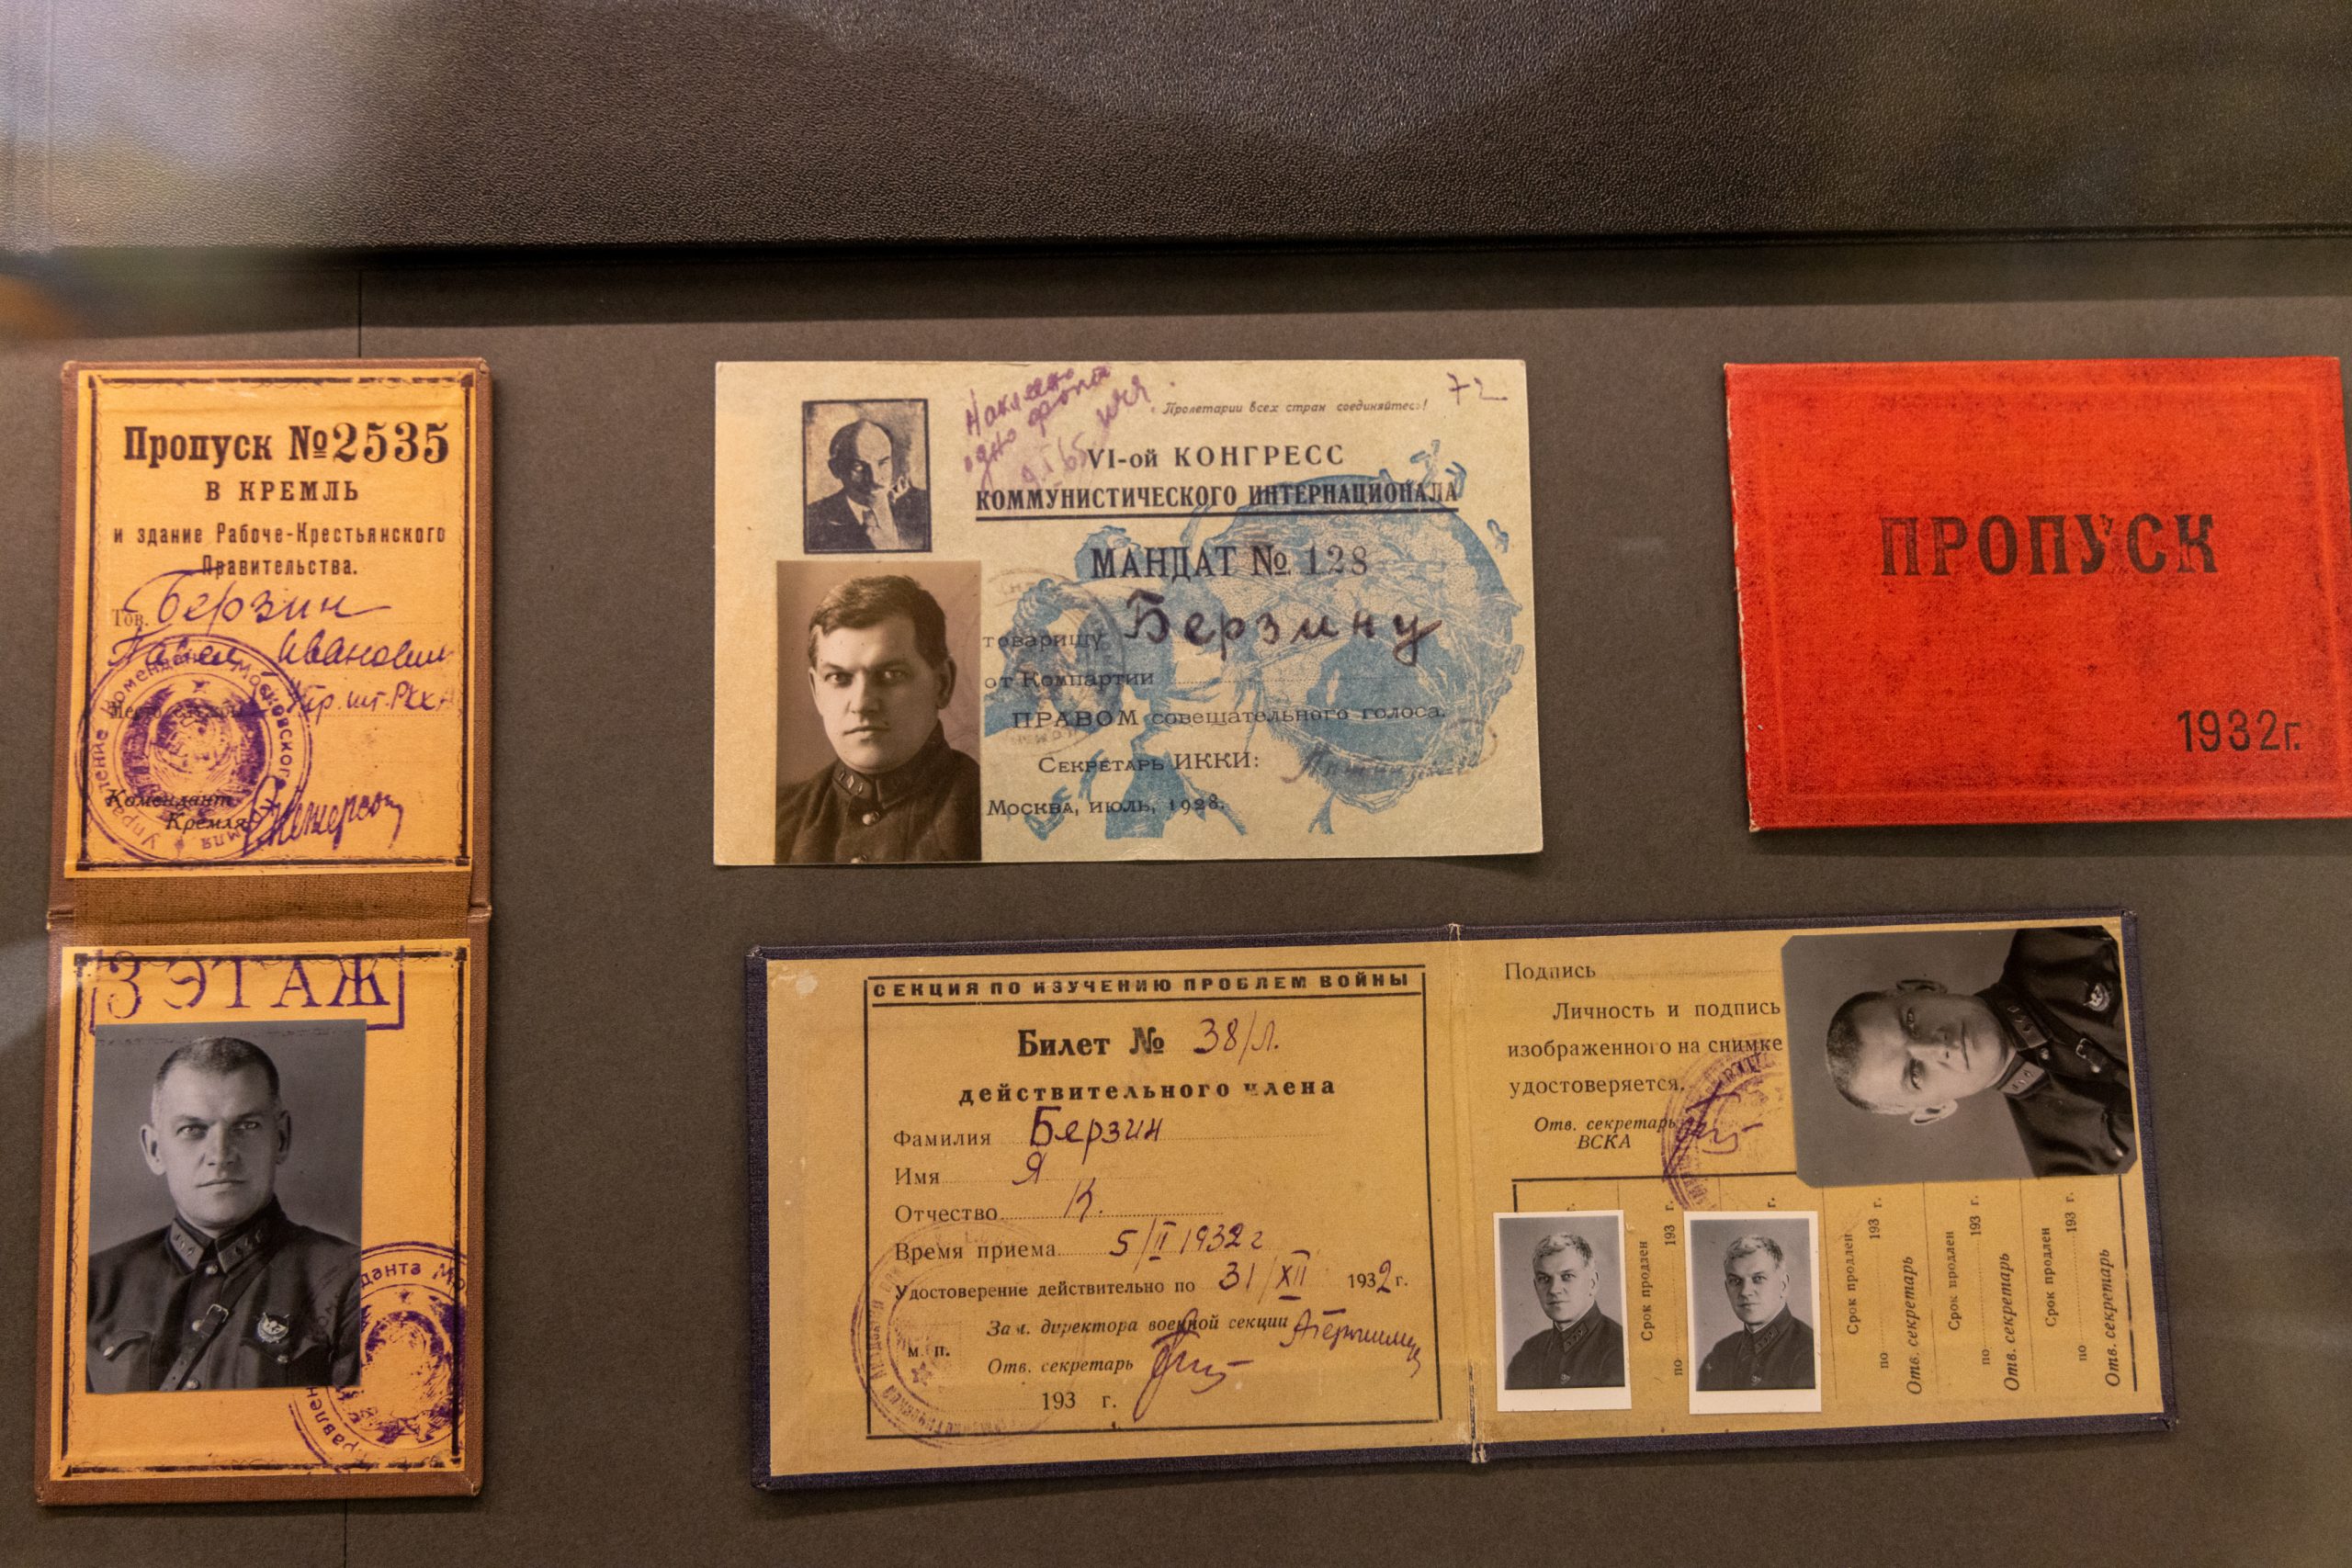 Пропуск №2535
В КРЕМЛЬ
и здание Рабоче-Крестьянского
Правительства.
Тов. Берзин
Павел Иванович
Комендант
Кремля
3 ЭТАЖ
Наклеено
одно фото
72
Пролетарии всех стран соединяйтесь!
VI-ой КОНГРЕСС
КОММУНИСТИЧЕСКОГО ИНТЕРНАЦИОНАЛА
МАНДАТ № 128
товарищу Берзину
от Компартии
ПРАВОМ совещательного голоса.
Секретарь ИККИ:
Москва, июль, 1928.
ПРОПУСК
1932г.
СЕКЦИЯ ПО ИЗУЧЕНИЮ ПРОБЛЕМ ВОЙНЫ
Билет № 38/Л.
действительного члена
Фамилия Берзин
Имя Я
Отчество К.
Время приема 5/II 1932 г
Удостоверение действительно по 31/XII 1932 г.
Зам. директора военной секции
м. п.
Отв. секретарь
193 г.
Подпись
Личность и подпись
изображенного на снимке
удостоверяется.
Отв. секретарь
ВСКА
Срок продлен
по 193 г.
Срок продлен
по 193 г.
Отв. секретарь
Срок продлен
по 193 г.
Отв. секретарь
Срок продлен
по 193 г.
Отв. секретарь